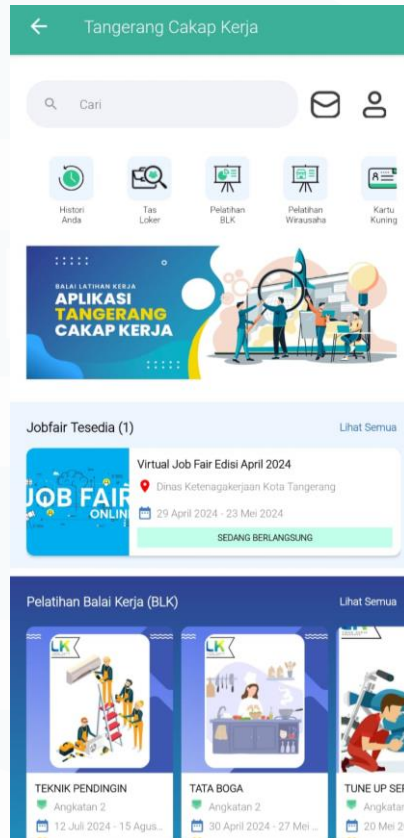 Tangerang Cakap Kerja
Cari
Histori
Anda
Tas
Loker
Pelatihan
BLK
Pelatihan
Wirausaha
Kartu
Kuning
BALAI LATIHAN KERJA
APLIKASI
TANGERANG
CAKAP KERJA
Jobfair Tesedia (1)
Lihat Semua
JOB FAIR
ONLIN
Virtual Job Fair Edisi April 2024
Dinas Ketenagakerjaan Kota Tangerang
29 April 2024 - 23 Mei 2024
SEDANG BERLANGSUNG
Pelatihan Balai Kerja (BLK)
Lihat Semua
LK
LK
TEKNIK PENDINGIN
Angkatan 2
12 Juli 2024 - 15 Agus...
TATA BOGA
Angkatan 2
30 April 2024 - 27 Mei ...
TUNE UP SEP
Angkatan
20 Mei 20